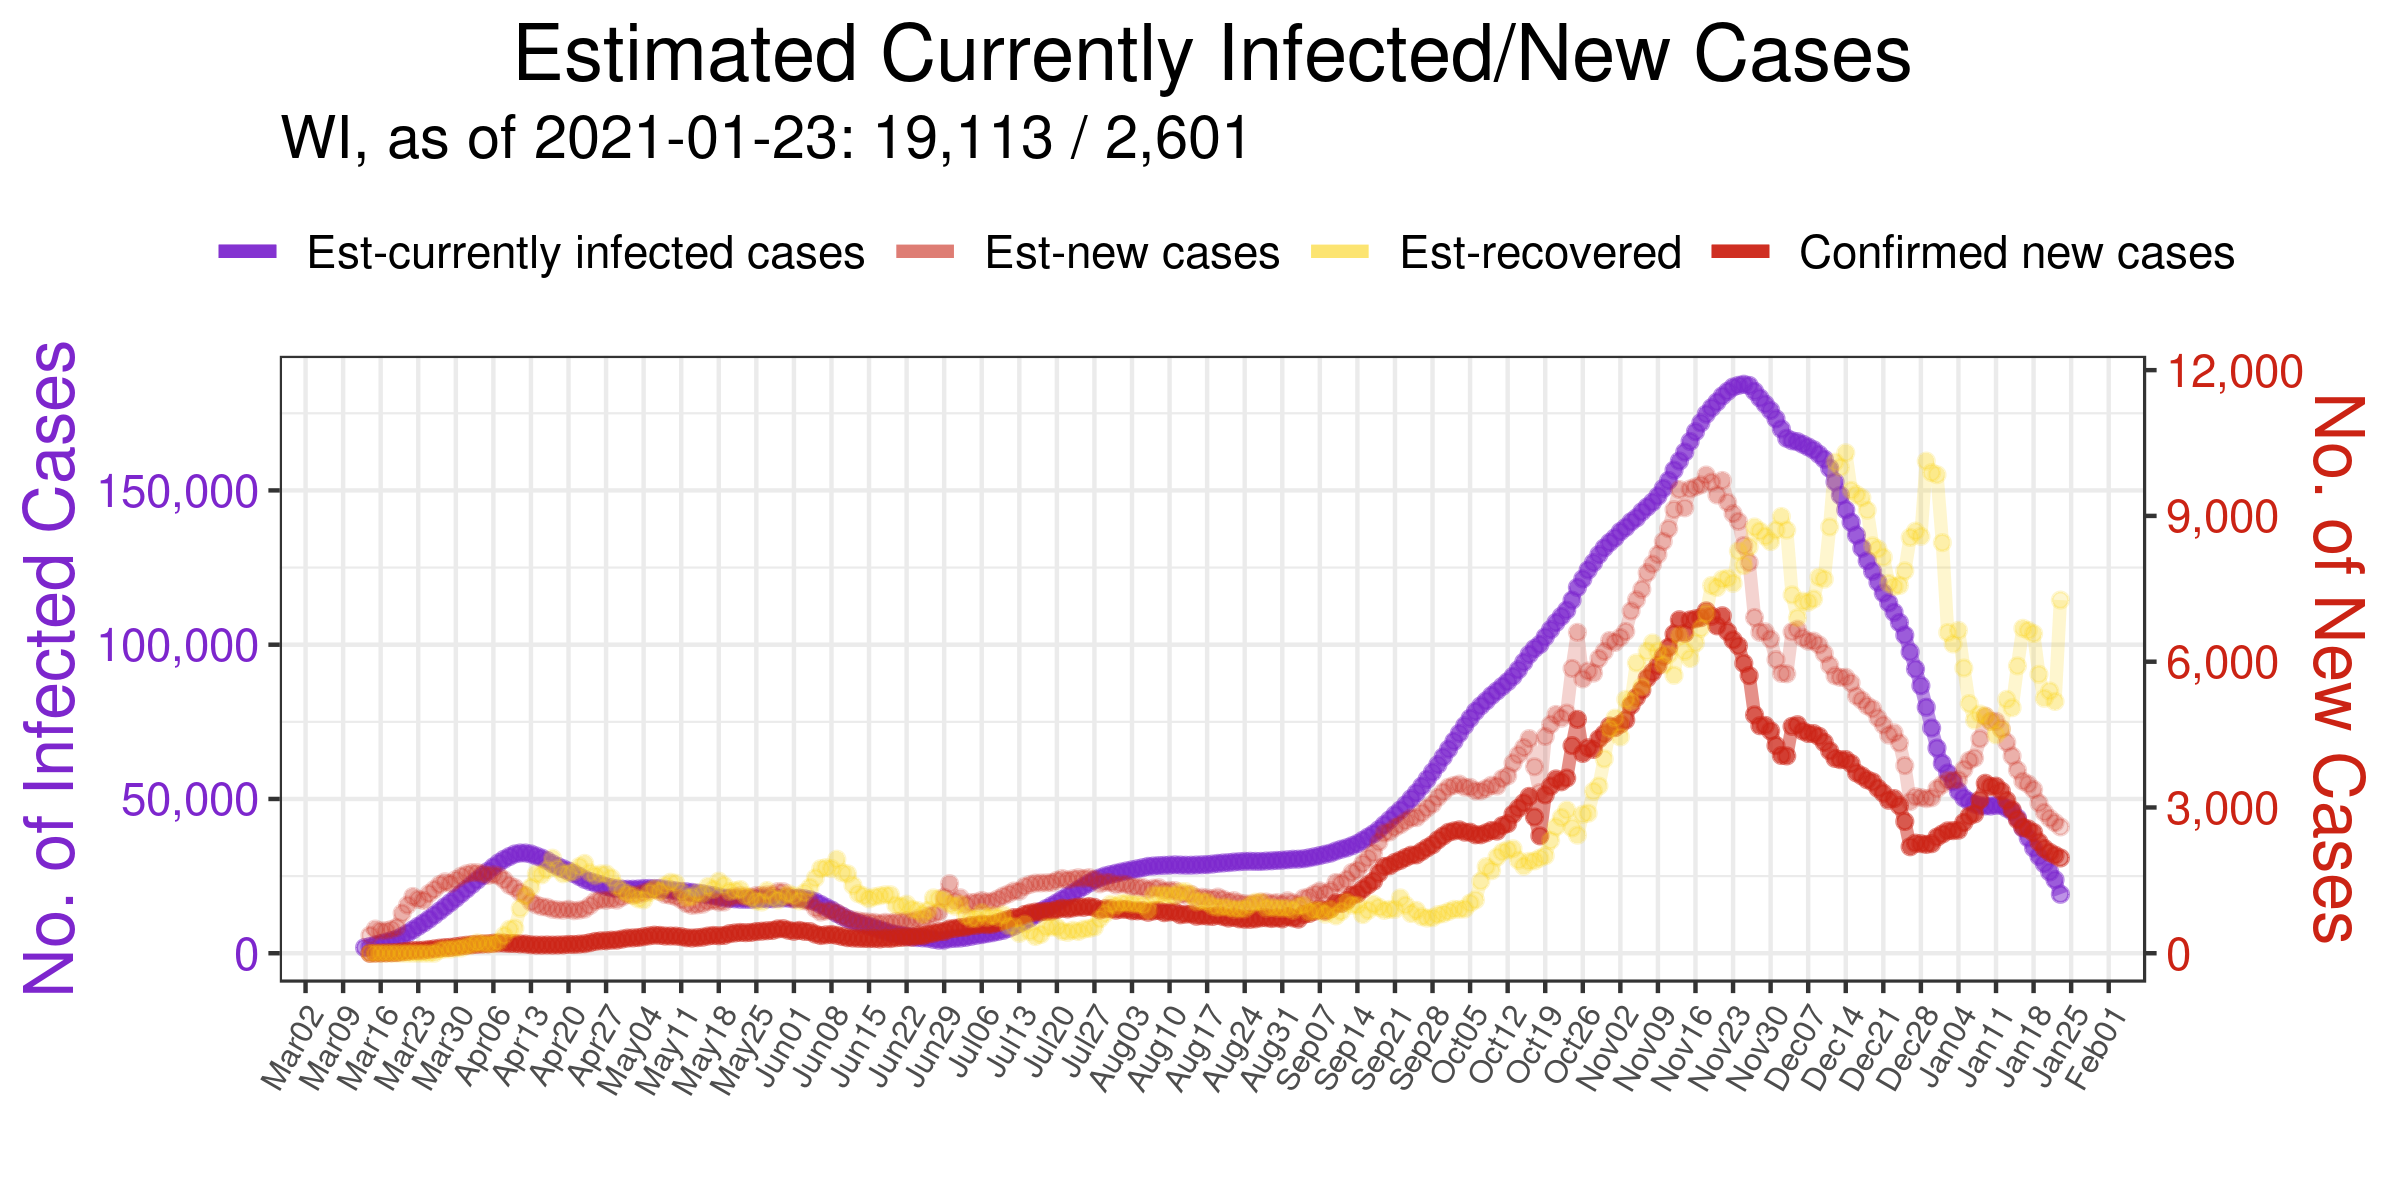 Estimated Currently Infected/New Cases
WI, as of 2021-01-23: 19,113 / 2,601
Est-currently infected cases Est-new cases Est-recovered Confirmed new cases
No. of Infected Cases
150,000
100,000
50,000
0
12,000
9,000
6,000
3,000
0
No. of New Cases
Mar02 Mar09 Mar16 Mar23 Mar30 Apr06 Apr13 Apr20 Apr27 May04 May11 May18 May25 Jun01 Jun08 Jun15 Jun22 Jun29 Jul06 Jul13 Jul20 Jul27 Aug03 Aug10 Aug17 Aug24 Aug31 Sep07 Sep14 Sep21 Sep28 Oct05 Oct12 Oct19 Oct26 Nov02 Nov09 Nov16 Nov23 Nov30 Dec07 Dec14 Dec21 Dec28 Jan04 Jan11 Jan18 Jan25 Feb01